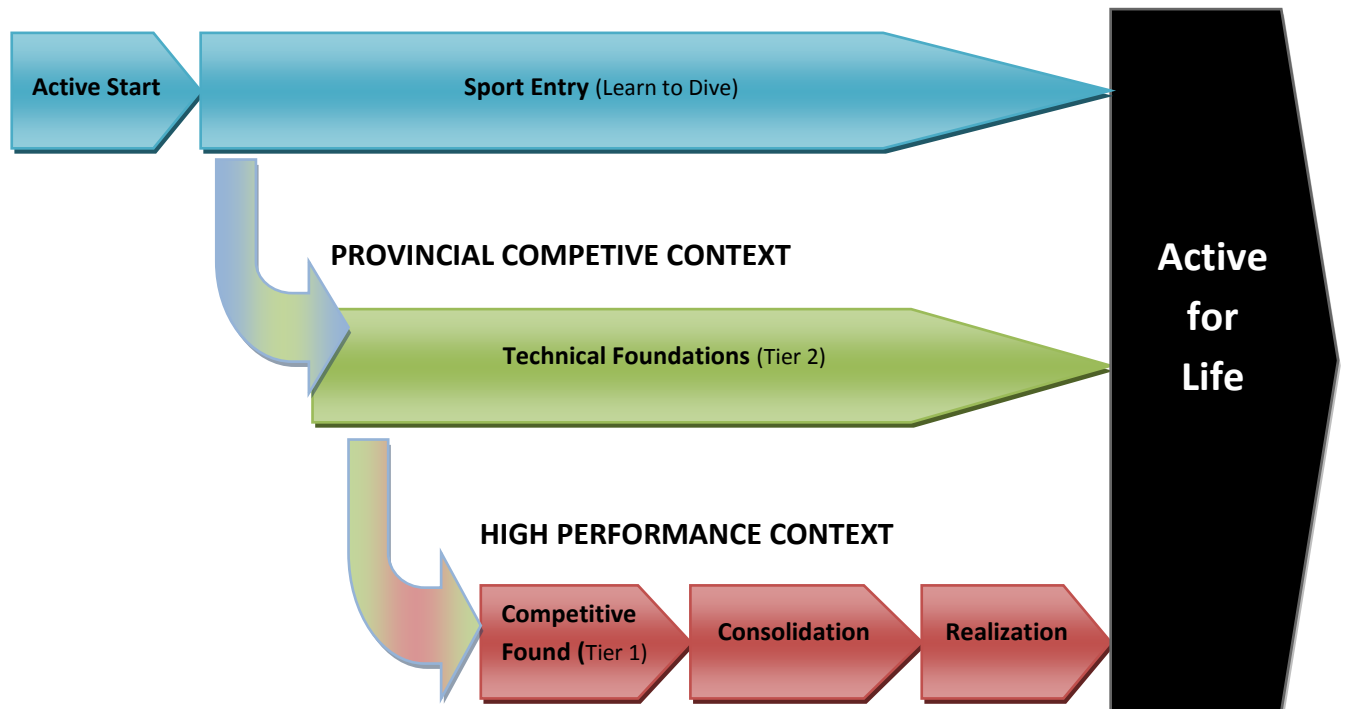 Active Start
Sport Entry (Learn to Dive)
PROVINCIAL COMPETIVE CONTEXT
Technical Foundations (Tier 2)
HIGH PERFORMANCE CONTEXT
Competitive
Found (Tier 1)
Consolidation
Realization
Active
for
Life